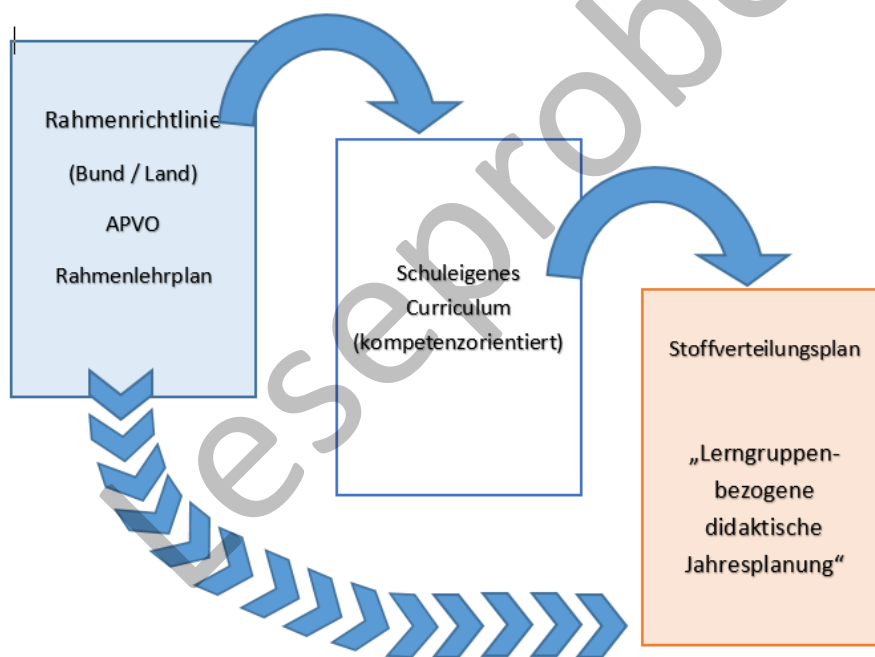 Rahmenrichtlinie
(Bund / Land)
APVO
Rahmenlehrplan
Schuleigenes
Curriculum
(kompetenzorientiert)
Stoffverteilungsplan
„Lerngruppen-
bezogene
didaktische
Jahresplanung“
Leseprobe